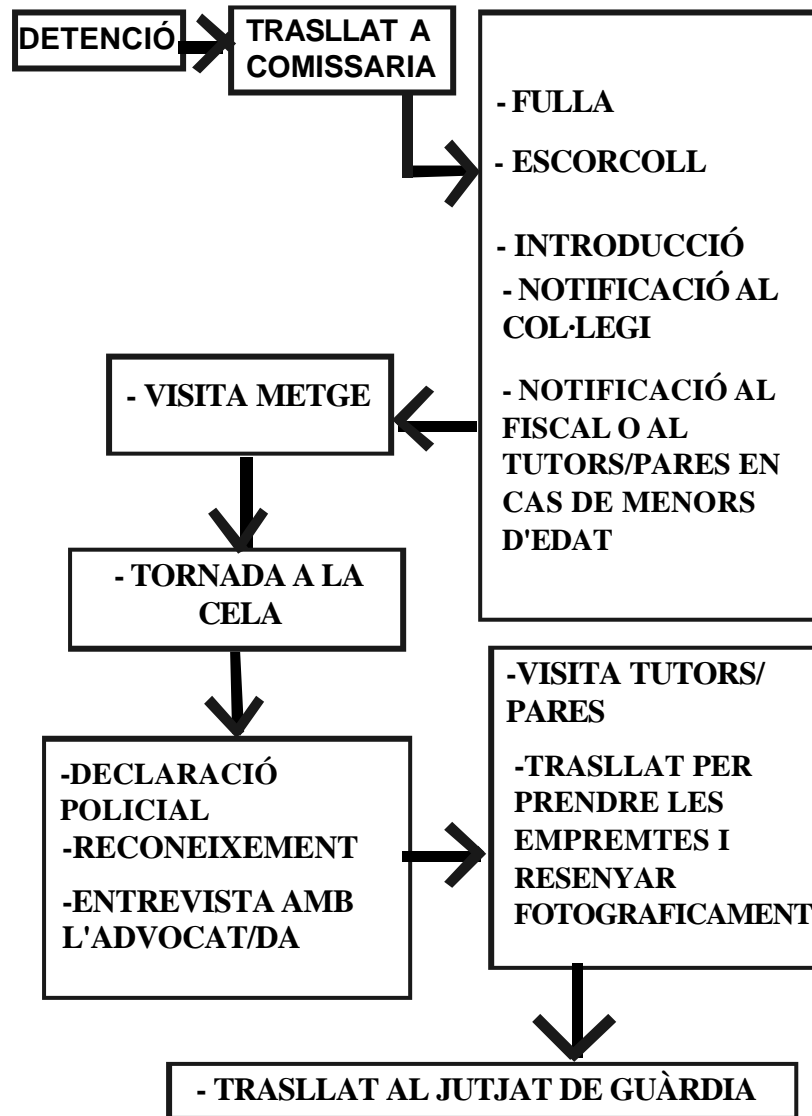 DETENCIÓ
TRASLLAT A
COMISSARIA
- FULLA
- ESCORCOLL
- INTRODUCCIÓ
- NOTIFICACIÓ AL
COL·LEGI
- NOTIFICACIÓ AL
FISCAL O AL
TUTORS/PARES EN
CAS DE MENORS
D'EDAT
- VISITA METGE
- TORNADA A LA
CELA
-DECLARACIÓ
POLICIAL
-RECONEIXEMENT
-ENTREVISTA AMB
L'ADVOCAT/DA
-VISITA TUTORS/
PARES
-TRASLLAT PER
PRENDRE LES
EMPREMTES I
RESENYAR
FOTOGRAFICAMENT
- TRASLLAT AL JUTJAT DE GUÀRDIA